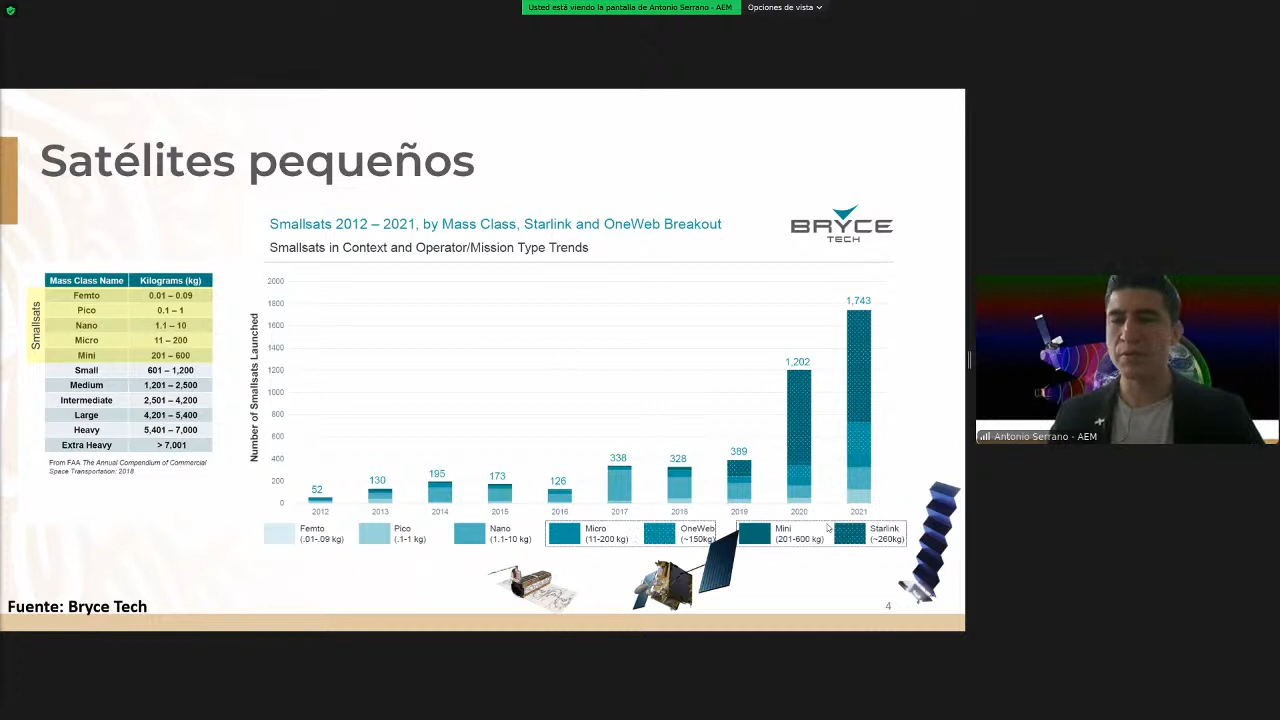 Usted está viendo la pantalla de Antonio Serrano - AEM
Opciones de vista
Satélites pequeños
Smallsats 2012 – 2021, by Mass Class, Starlink and OneWeb Breakout
Smallsats in Context and Operator/Mission Type Trends
BRYCE
TECH
Smallsats
Mass Class Name Kilograms (kg)
Femto 0.01 – 0.09
Pico 0.1 – 1
Nano 1.1 – 10
Micro 11 – 200
Mini 201 – 600
Small 601 – 1,200
Medium 1,201 – 2,500
Intermediate 2,501 – 4,200
Large 4,201 – 5,400
Heavy 5,401 – 7,000
Extra Heavy > 7,001
From FAA The Annual Compendium of Commercial
Space Transportation: 2018
Number of Smallsats Launched
2000
1800
1600
1400
1200
1000
800
600
400
200
0
52
130
195
173
126
338
328
389
1,202
1,743
2012 2013 2014 2015 2016 2017 2018 2019 2020 2021
Femto
(.01-.09 kg)
Pico
(.1-1 kg)
Nano
(1.1-10 kg)
Micro
(11-200 kg)
OneWeb
(~150kg)
Mini
(201-600 kg)
Starlink
(~260kg)
Fuente: Bryce Tech
4
Antonio Serrano - AEM